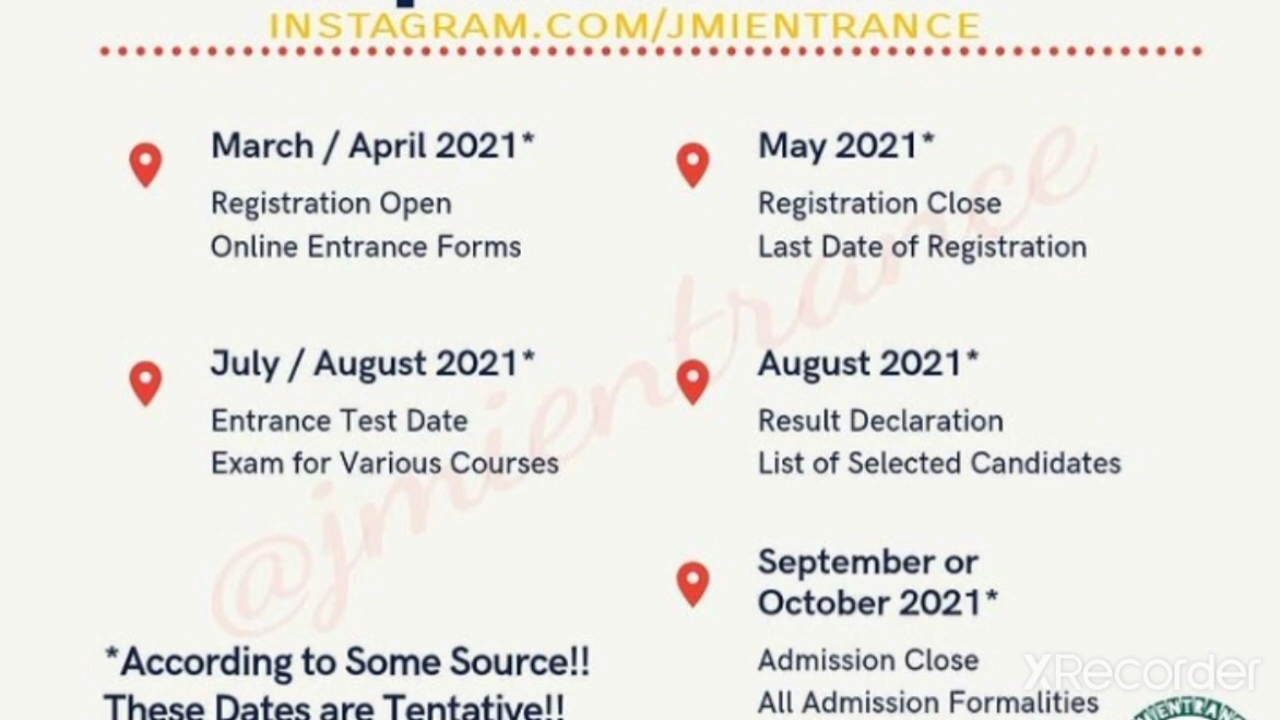 INSTAGRAM.COM/JMIENTRANCE
March / April 2021*
Registration Open
Online Entrance Forms
May 2021*
Registration Close
Last Date of Registration
July / August 2021*
Entrance Test Date
Exam for Various Courses
August 2021*
Result Declaration
List of Selected Candidates
September or
October 2021*
Admission Close
All Admission Formalities
*According to Some Source!!
These Dates are Tentative!!
@jmientrance
XRecorder
JMIENTRANCE